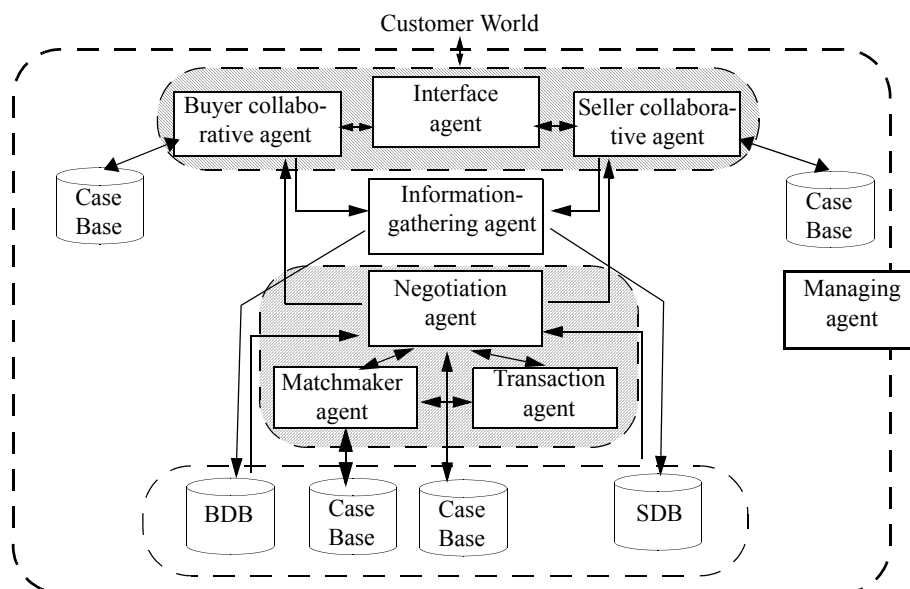 Customer World
Interface
agent
Buyer collabo-
rative agent
Seller collabora-
tive agent
Case
Base
Information-
gathering agent
Case
Base
Negotiation
agent
Managing
agent
Matchmaker
agent
Transaction
agent
BDB
Case
Base
Case
Base
SDB